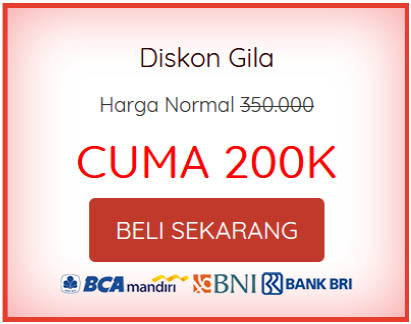 Diskon Gila
Harga Normal 350.000
CUMA 200K
BELI SEKARANG
BCA mandiri BNI BANK BRI